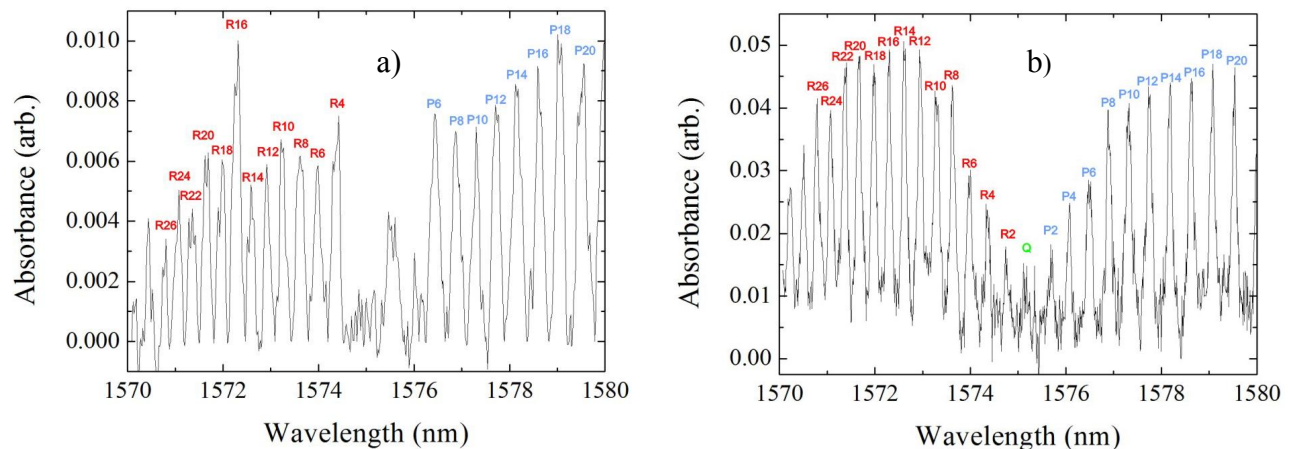 a)
Absorbance (arb.)
0.010
0.008
0.006
0.004
0.002
0.000
R26
R24
R22
R20
R18
R16
R14
R12
R10
R8
R6
R4
P6
P8
P10
P12
P14
P16
P18
P20
1570 1572 1574 1576 1578 1580
Wavelength (nm)
b)
Absorbance (arb.)
0.05
0.04
0.03
0.02
0.01
0.00
R26
R24
R22
R20
R18
R16
R14
R12
R10
R8
R6
R4
R2
Q
P2
P4
P6
P8
P10
P12
P14
P16
P18
P20
1570 1572 1574 1576 1578 1580
Wavelength (nm)